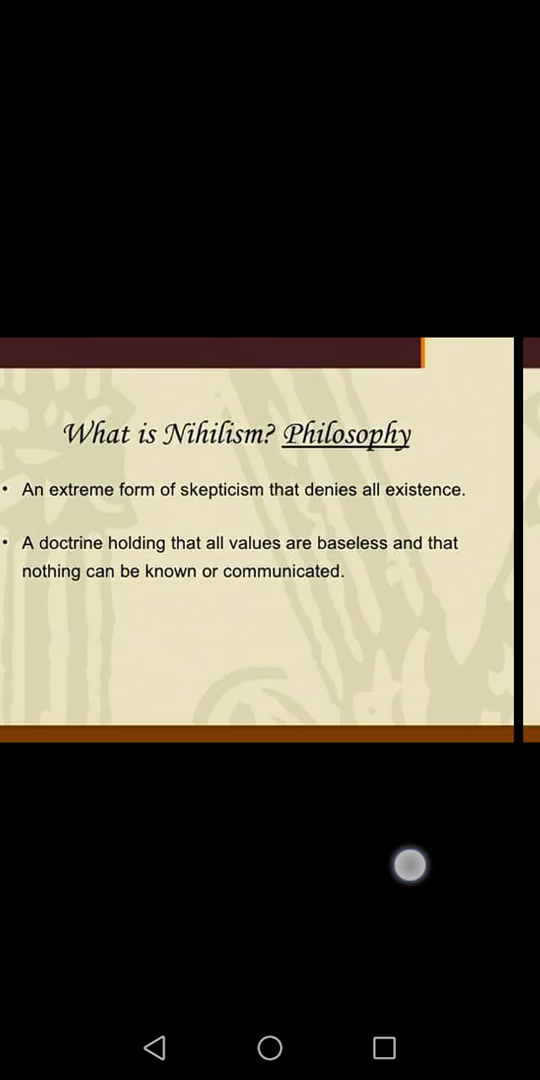 What is Nihilism? Philosophy
• An extreme form of skepticism that denies all existence.
• A doctrine holding that all values are baseless and that
nothing can be known or communicated.